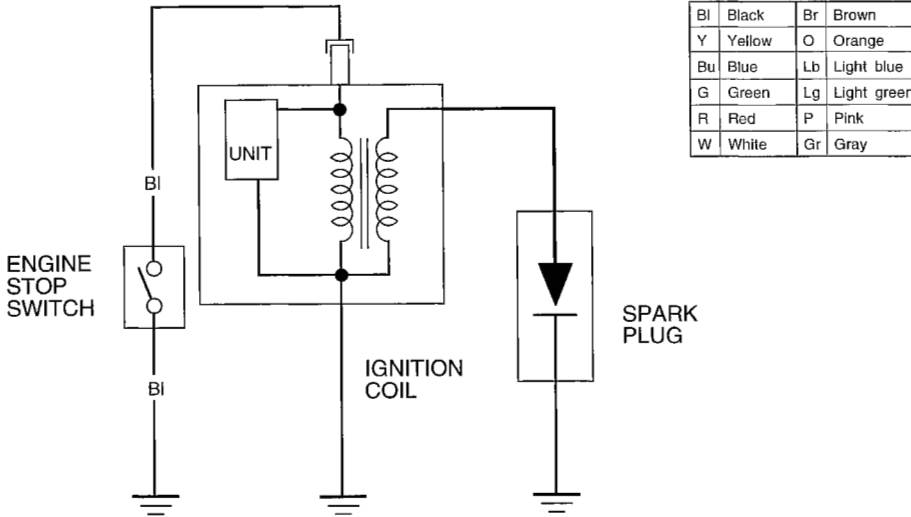 Bl Black Br Brown
Y Yellow O Orange
Bu Blue Lb Light blue
G Green Lg Light green
R Red P Pink
W White Gr Gray
UNIT
Bl
ENGINE
STOP
SWITCH
Bl
IGNITION
COIL
SPARK
PLUG